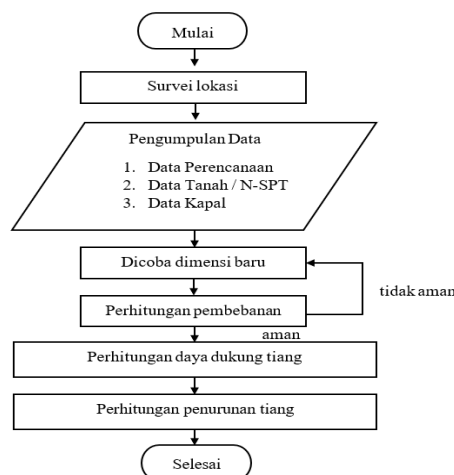 Mulai
Survei lokasi
Pengumpulan Data
1. Data Perencanaan
2. Data Tanah / N-SPT
3. Data Kapal
Dicoba dimensi baru
tidak aman
Perhitungan pembebanan
aman
Perhitungan daya dukung tiang
Perhitungan penurunan tiang
Selesai